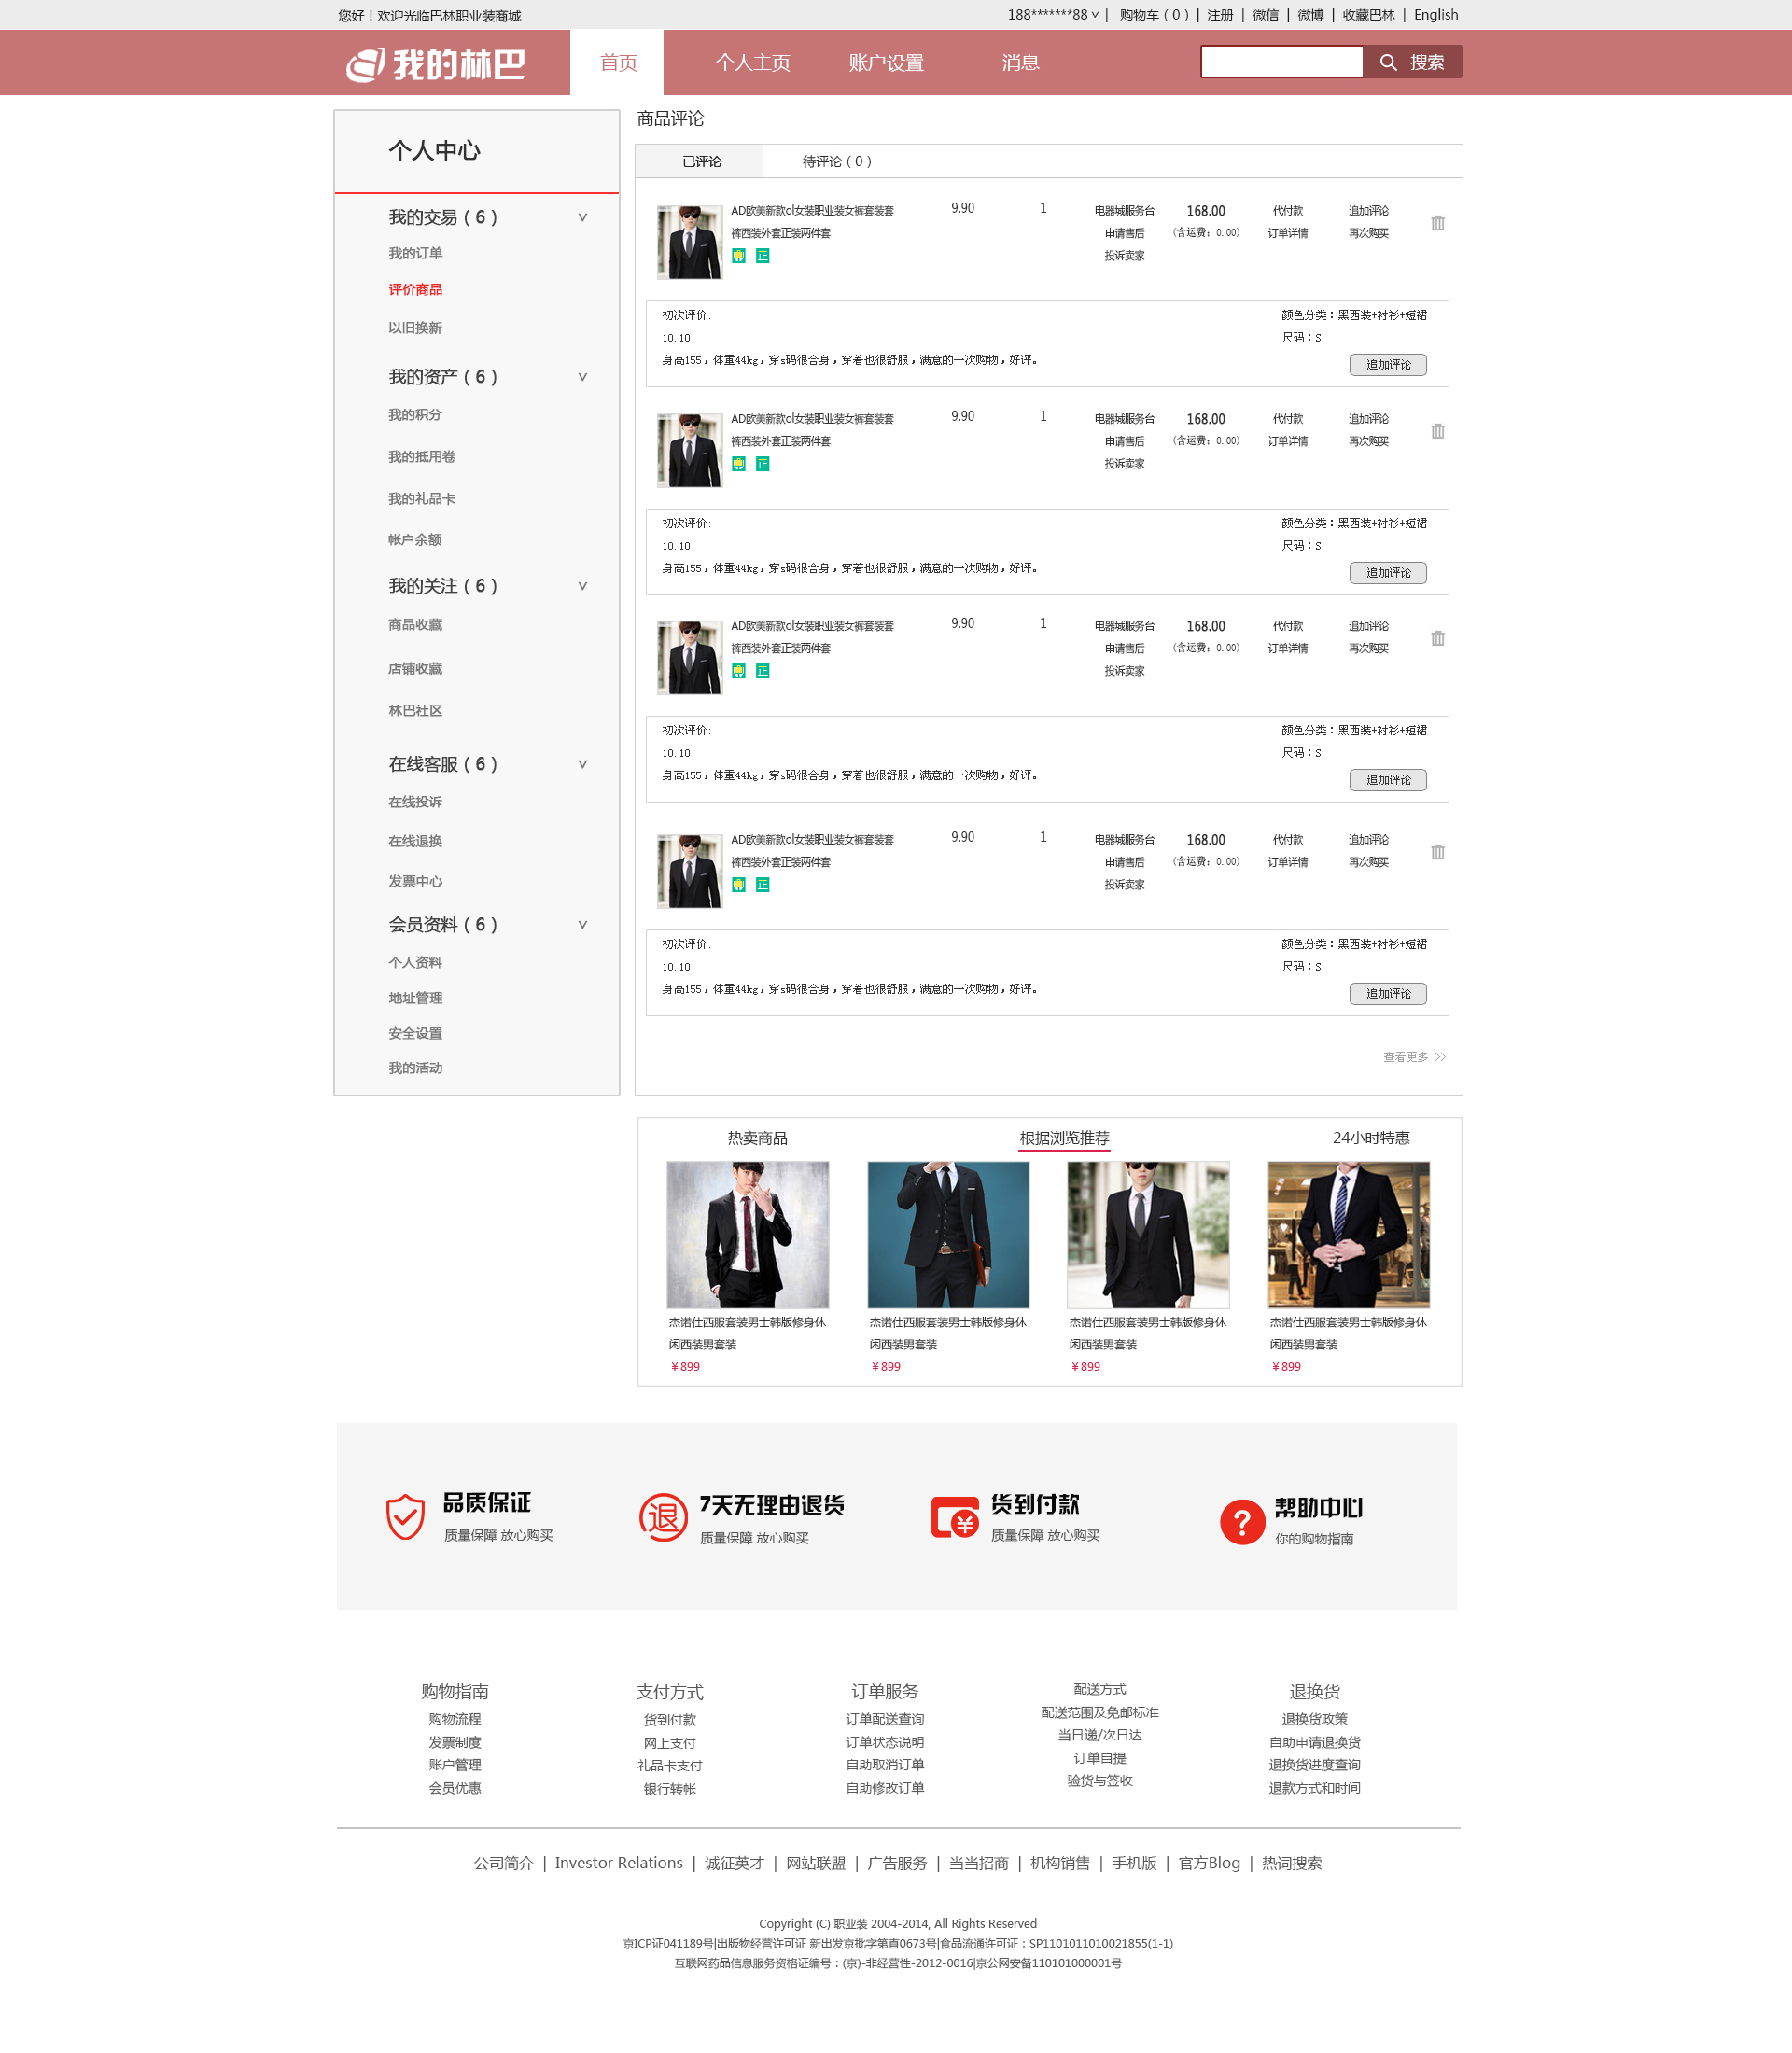 您好！欢迎光临巴林职业装商城
188*******88 ∨ | 购物车（0） | 注册 | 微信 | 微博 | 收藏巴林 | English
我的林巴
首页 个人主页 账户设置 消息
搜索
个人中心
我的交易（6） ∨
我的订单
评价商品
以旧换新
我的资产（6） ∨
我的积分
我的抵用卷
我的礼品卡
帐户余额
我的关注（6） ∨
商品收藏
店铺收藏
林巴社区
在线客服（6） ∨
在线投诉
在线退换
发票中心
会员资料（6） ∨
个人资料
地址管理
安全设置
我的活动
商品评论
已评论 待评论（0）
AD欧美新款ol女装职业装女裤套装套 9.90 1 电器城服务台 168.00 代付款 追加评论
裤西装外套正装两件套 申请售后 （含运费：0.00） 订单详情 再次购买
正 投诉卖家
初次评价: 颜色分类：黑西装+衬衫+短裙
10.10 尺码：S
身高155，体重44kg，穿s码很合身，穿着也很舒服，满意的一次购物，好评。
追加评论
AD欧美新款ol女装职业装女裤套装套 9.90 1 电器城服务台 168.00 代付款 追加评论
裤西装外套正装两件套 申请售后 （含运费：0.00） 订单详情 再次购买
正 投诉卖家
初次评价: 颜色分类：黑西装+衬衫+短裙
10.10 尺码：S
身高155，体重44kg，穿s码很合身，穿着也很舒服，满意的一次购物，好评。
追加评论
AD欧美新款ol女装职业装女裤套装套 9.90 1 电器城服务台 168.00 代付款 追加评论
裤西装外套正装两件套 申请售后 （含运费：0.00） 订单详情 再次购买
正 投诉卖家
初次评价: 颜色分类：黑西装+衬衫+短裙
10.10 尺码：S
身高155，体重44kg，穿s码很合身，穿着也很舒服，满意的一次购物，好评。
追加评论
AD欧美新款ol女装职业装女裤套装套 9.90 1 电器城服务台 168.00 代付款 追加评论
裤西装外套正装两件套 申请售后 （含运费：0.00） 订单详情 再次购买
正 投诉卖家
初次评价: 颜色分类：黑西装+衬衫+短裙
10.10 尺码：S
身高155，体重44kg，穿s码很合身，穿着也很舒服，满意的一次购物，好评。
追加评论
查看更多 >>
热卖商品 根据浏览推荐 24小时特惠
杰诺仕西服套装男士韩版修身休 杰诺仕西服套装男士韩版修身休 杰诺仕西服套装男士韩版修身休 杰诺仕西服套装男士韩版修身休
闲西装男套装 闲西装男套装 闲西装男套装 闲西装男套装
￥899 ￥899 ￥899 ￥899
品质保证
质量保障 放心购买
退 7天无理由退货
质量保障 放心购买
¥ 货到付款
质量保障 放心购买
? 帮助中心
你的购物指南
购物指南
购物流程
发票制度
账户管理
会员优惠
支付方式
货到付款
网上支付
礼品卡支付
银行转帐
订单服务
订单配送查询
订单状态说明
自助取消订单
自助修改订单
配送方式
配送范围及免邮标准
当日递/次日达
订单自提
验货与签收
退换货
退换货政策
自助申请退换货
退换货进度查询
退款方式和时间
公司简介 | Investor Relations | 诚征英才 | 网站联盟 | 广告服务 | 当当招商 | 机构销售 | 手机版 | 官方Blog | 热词搜索
Copyright (C) 职业装 2004-2014, All Rights Reserved
京ICP证041189号|出版物经营许可证 新出发京批字第直0673号|食品流通许可证：SP1101011010021855(1-1)
互联网药品信息服务资格证编号：(京)-非经营性-2012-0016|京公网安备110101000001号